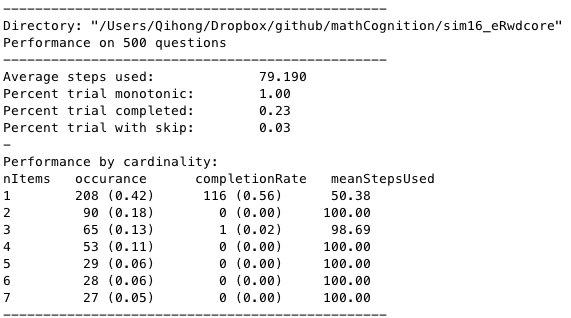 ------------------------------------------------
Directory: "/Users/Qihong/Dropbox/github/mathCognition/sim16_eRwdcore"
Performance on 500 questions
------------------------------------------------
Average steps used: 79.190
Percent trial monotonic: 1.00
Percent trial completed: 0.23
Percent trial with skip: 0.03
-
Performance by cardinality:
nItems occurance completionRate meanStepsUsed
1 208 (0.42) 116 (0.56) 50.38
2 90 (0.18) 0 (0.00) 100.00
3 65 (0.13) 1 (0.02) 98.69
4 53 (0.11) 0 (0.00) 100.00
5 29 (0.06) 0 (0.00) 100.00
6 28 (0.06) 0 (0.00) 100.00
7 27 (0.05) 0 (0.00) 100.00
------------------------------------------------